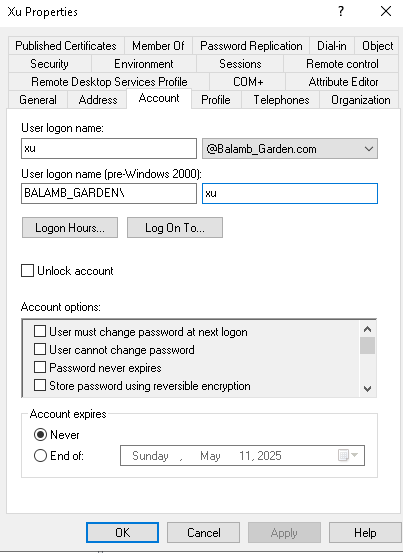 Xu Properties
Published Certificates Member Of Password Replication Dial-in Object
Security Environment Sessions Remote control
Remote Desktop Services Profile COM+ Attribute Editor
General Address Account Profile Telephones Organization
User logon name:
xu @Balamb_Garden.com
User logon name (pre-Windows 2000):
BALAMB_GARDEN\ xu
Logon Hours... Log On To...
Unlock account
Account options:
User must change password at next logon
User cannot change password
Password never expires
Store password using reversible encryption
Account expires
Never
End of: Sunday , May 11, 2025
OK Cancel Apply Help